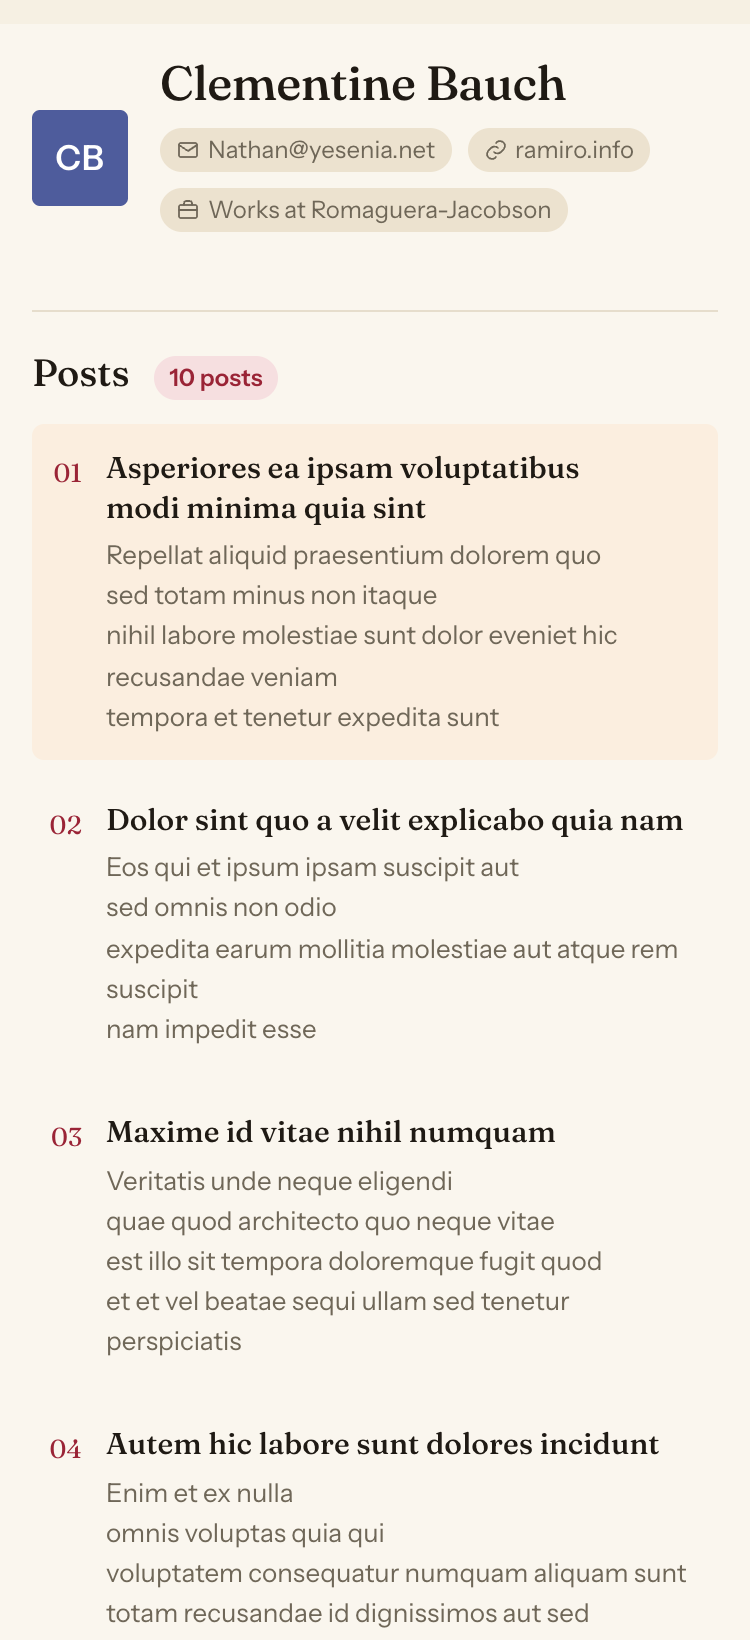 Clementine Bauch
CB
Nathan@yesenia.net
ramiro.info
Works at Romaguera-Jacobson
Posts
10 posts
01
Asperiores ea ipsam voluptatibus
modi minima quia sint
Repellat aliquid praesentium dolorem quo
sed totam minus non itaque
nihil labore molestiae sunt dolor eveniet hic
recusandae veniam
tempora et tenetur expedita sunt
02
Dolor sint quo a velit explicabo quia nam
Eos qui et ipsum ipsam suscipit aut
sed omnis non odio
expedita earum mollitia molestiae aut atque rem
suscipit
nam impedit esse
03
Maxime id vitae nihil numquam
Veritatis unde neque eligendi
quae quod architecto quo neque vitae
est illo sit tempora doloremque fugit quod
et et vel beatae sequi ullam sed tenetur
perspiciatis
04
Autem hic labore sunt dolores incidunt
Enim et ex nulla
omnis voluptas quia qui
voluptatem consequatur numquam aliquam sunt
totam recusandae id dignissimos aut sed